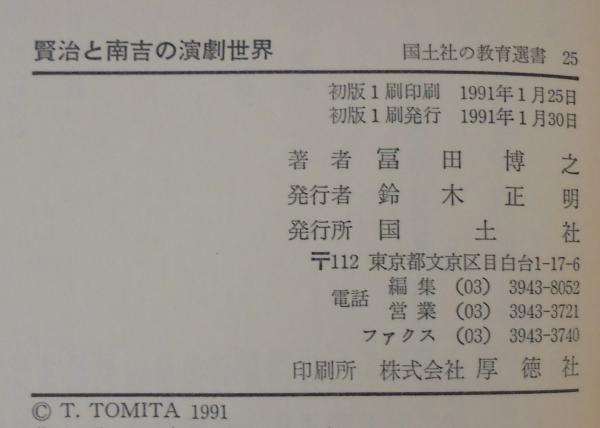 賢治と南吉の演劇世界 国土社の教育選書 25
初版1刷印刷 1991年1月25日
初版1刷発行 1991年1月30日
著者 冨田博之
発行者 鈴木正明
発行所 国土社
〒112 東京都文京区目白台1-17-6
電話 編集 (03) 3943-8052
営業 (03) 3943-3721
ファクス (03) 3943-3740
印刷所 株式会社 厚徳社
© T. TOMITA 1991